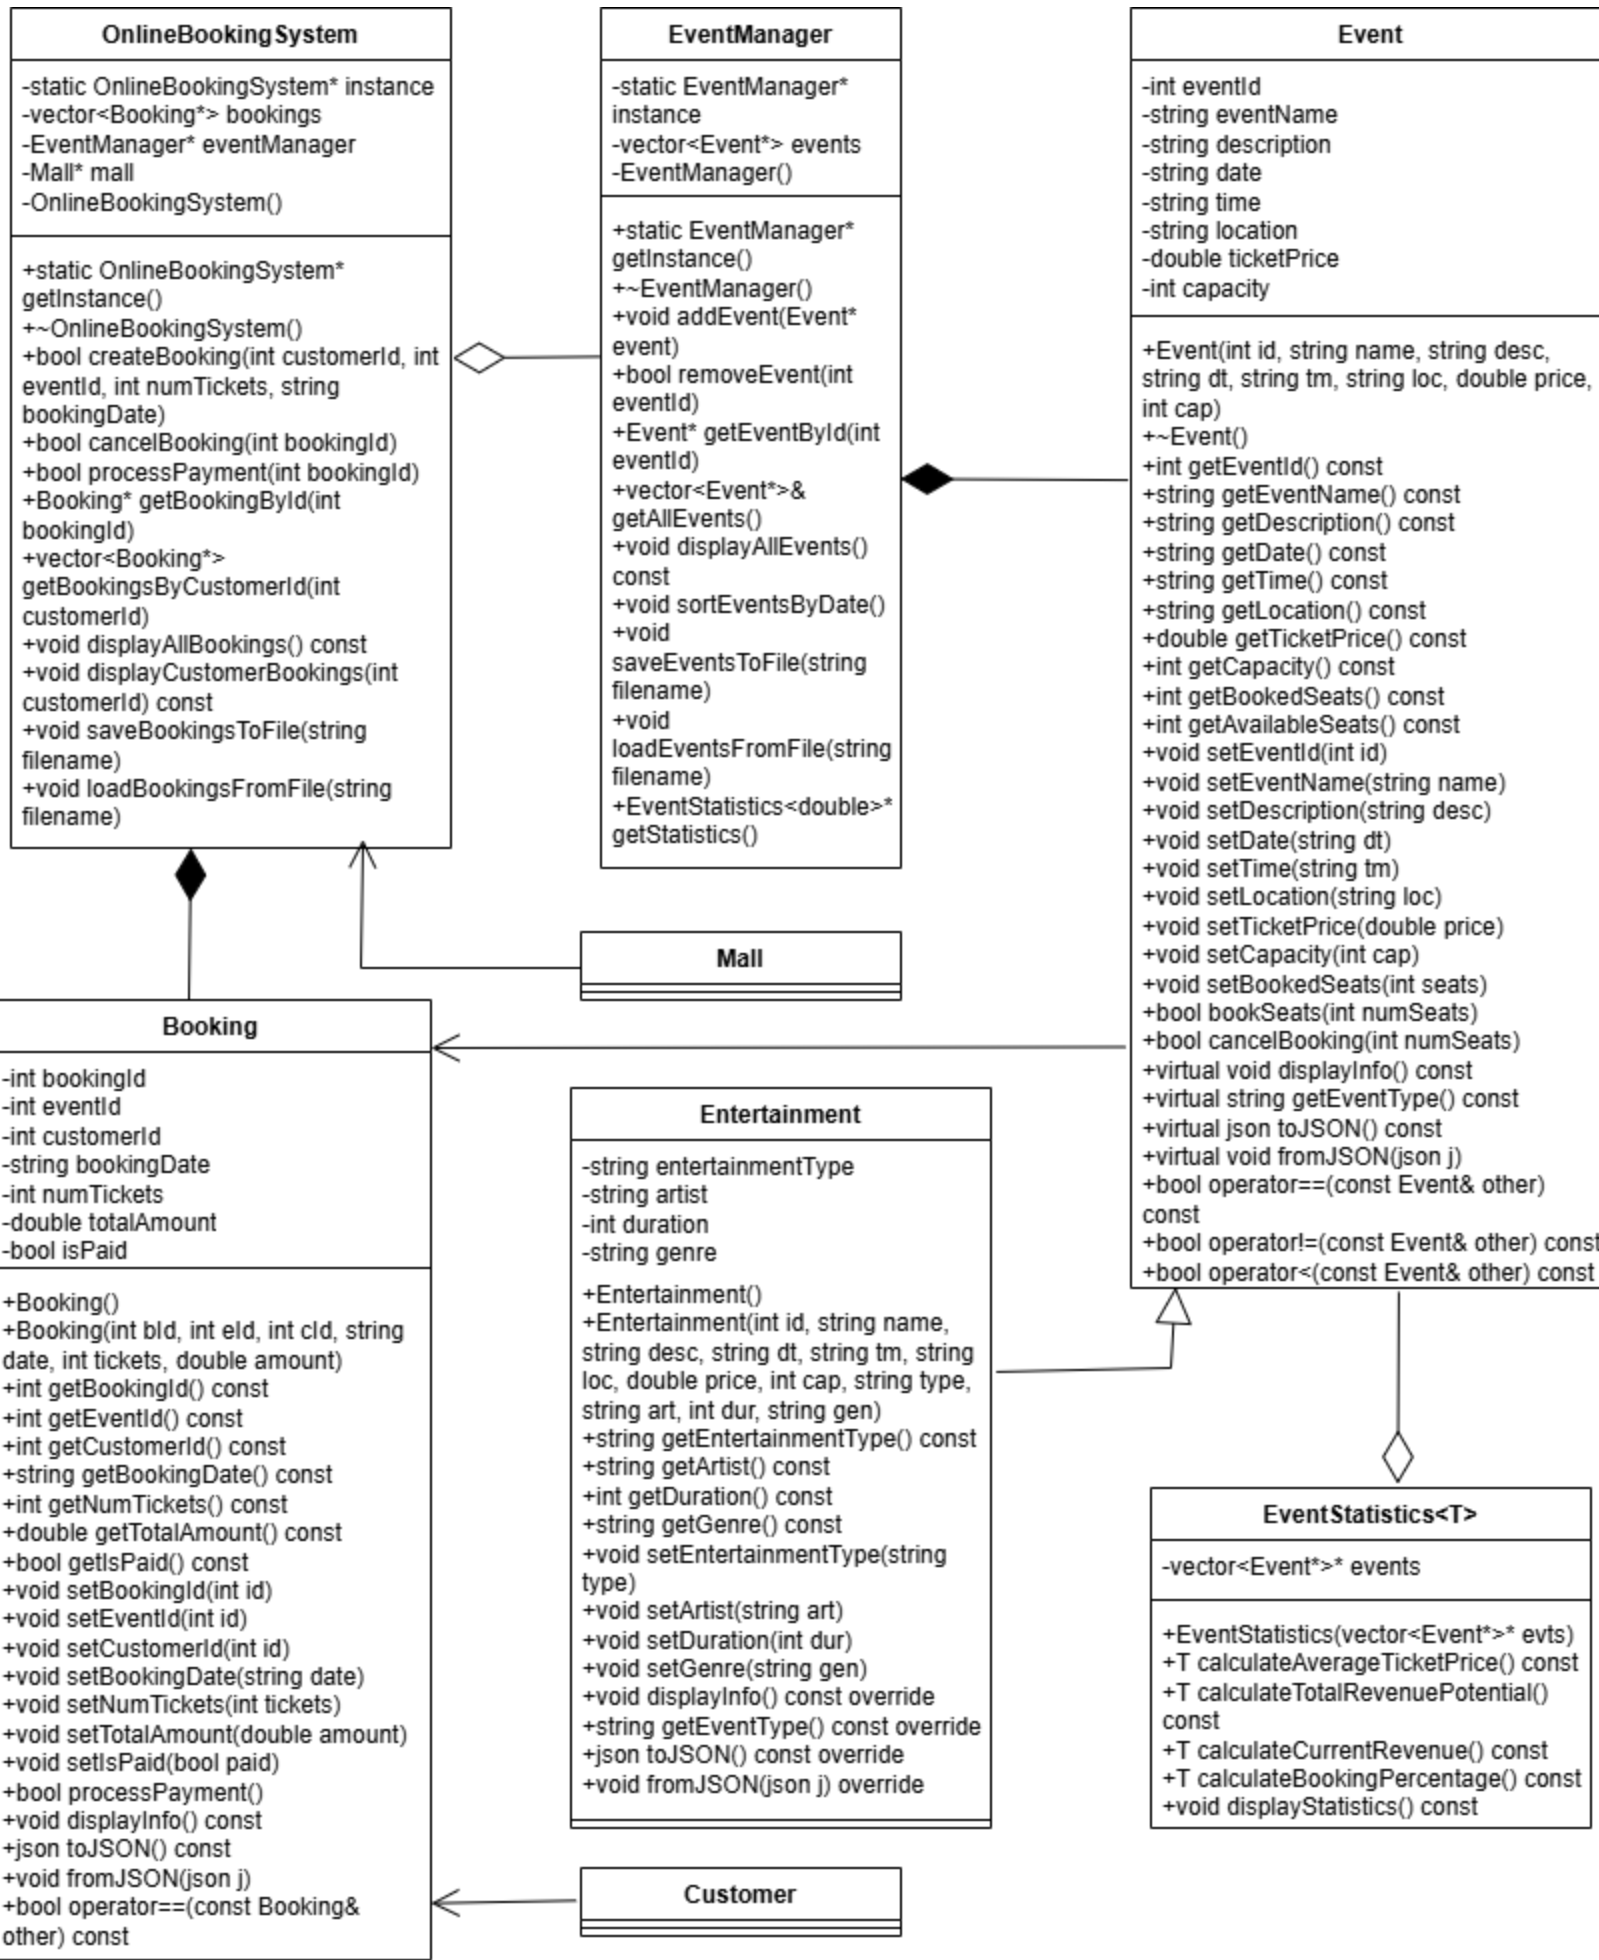 OnlineBookingSystem
-static OnlineBookingSystem* instance
-vector<Booking*> bookings
-EventManager* eventManager
-Mall* mall
-OnlineBookingSystem()
+static OnlineBookingSystem*
getInstance()
+~OnlineBookingSystem()
+bool createBooking(int customerId, int
eventId, int numTickets, string
bookingDate)
+bool cancelBooking(int bookingId)
+bool processPayment(int bookingId)
+Booking* getBookingById(int
bookingId)
+vector<Booking*>
getBookingsByCustomerId(int
customerId)
+void displayAllBookings() const
+void displayCustomerBookings(int
customerId) const
+void saveBookingsToFile(string
filename)
+void loadBookingsFromFile(string
filename)
EventManager
-static EventManager*
instance
-vector<Event*> events
-EventManager()
+static EventManager*
getInstance()
+~EventManager()
+void addEvent(Event*
event)
+bool removeEvent(int
eventId)
+Event* getEventById(int
eventId)
+vector<Event*>&
getAllEvents()
+void displayAllEvents()
const
+void sortEventsByDate()
+void
saveEventsToFile(string
filename)
+void
loadEventsFromFile(string
filename)
+EventStatistics<double>*
getStatistics()
Event
-int eventId
-string eventName
-string description
-string date
-string time
-string location
-double ticketPrice
-int capacity
+Event(int id, string name, string desc,
string dt, string tm, string loc, double price,
int cap)
+~Event()
+int getEventId() const
+string getEventName() const
+string getDescription() const
+string getDate() const
+string getTime() const
+string getLocation() const
+double getTicketPrice() const
+int getCapacity() const
+int getBookedSeats() const
+int getAvailableSeats() const
+void setEventId(int id)
+void setEventName(string name)
+void setDescription(string desc)
+void setDate(string dt)
+void setTime(string tm)
+void setLocation(string loc)
+void setTicketPrice(double price)
+void setCapacity(int cap)
+void setBookedSeats(int seats)
+bool bookSeats(int numSeats)
+bool cancelBooking(int numSeats)
+virtual void displayInfo() const
+virtual string getEventType() const
+virtual json toJSON() const
+virtual void fromJSON(json j)
+bool operator==(const Event& other)
const
+bool operator!=(const Event& other) const
+bool operator<(const Event& other) const
Mall
Booking
-int bookingId
-int eventId
-int customerId
-string bookingDate
-int numTickets
-double totalAmount
-bool isPaid
+Booking()
+Booking(int bId, int eId, int cId, string
date, int tickets, double amount)
+int getBookingId() const
+int getEventId() const
+int getCustomerId() const
+string getBookingDate() const
+int getNumTickets() const
+double getTotalAmount() const
+bool getIsPaid() const
+void setBookingId(int id)
+void setEventId(int id)
+void setCustomerId(int id)
+void setBookingDate(string date)
+void setNumTickets(int tickets)
+void setTotalAmount(double amount)
+void setIsPaid(bool paid)
+bool processPayment()
+void displayInfo() const
+json toJSON() const
+void fromJSON(json j)
+bool operator==(const Booking&
other) const
Entertainment
-string entertainmentType
-string artist
-int duration
-string genre
+Entertainment()
+Entertainment(int id, string name,
string desc, string dt, string tm, string
loc, double price, int cap, string type,
string art, int dur, string gen)
+string getEntertainmentType() const
+string getArtist() const
+int getDuration() const
+string getGenre() const
+void setEntertainmentType(string
type)
+void setArtist(string art)
+void setDuration(int dur)
+void setGenre(string gen)
+void displayInfo() const override
+string getEventType() const override
+json toJSON() const override
+void fromJSON(json j) override
EventStatistics<T>
-vector<Event*>* events
+EventStatistics(vector<Event*>* evts)
+T calculateAverageTicketPrice() const
+T calculateTotalRevenuePotential()
const
+T calculateCurrentRevenue() const
+T calculateBookingPercentage() const
+void displayStatistics() const
Customer